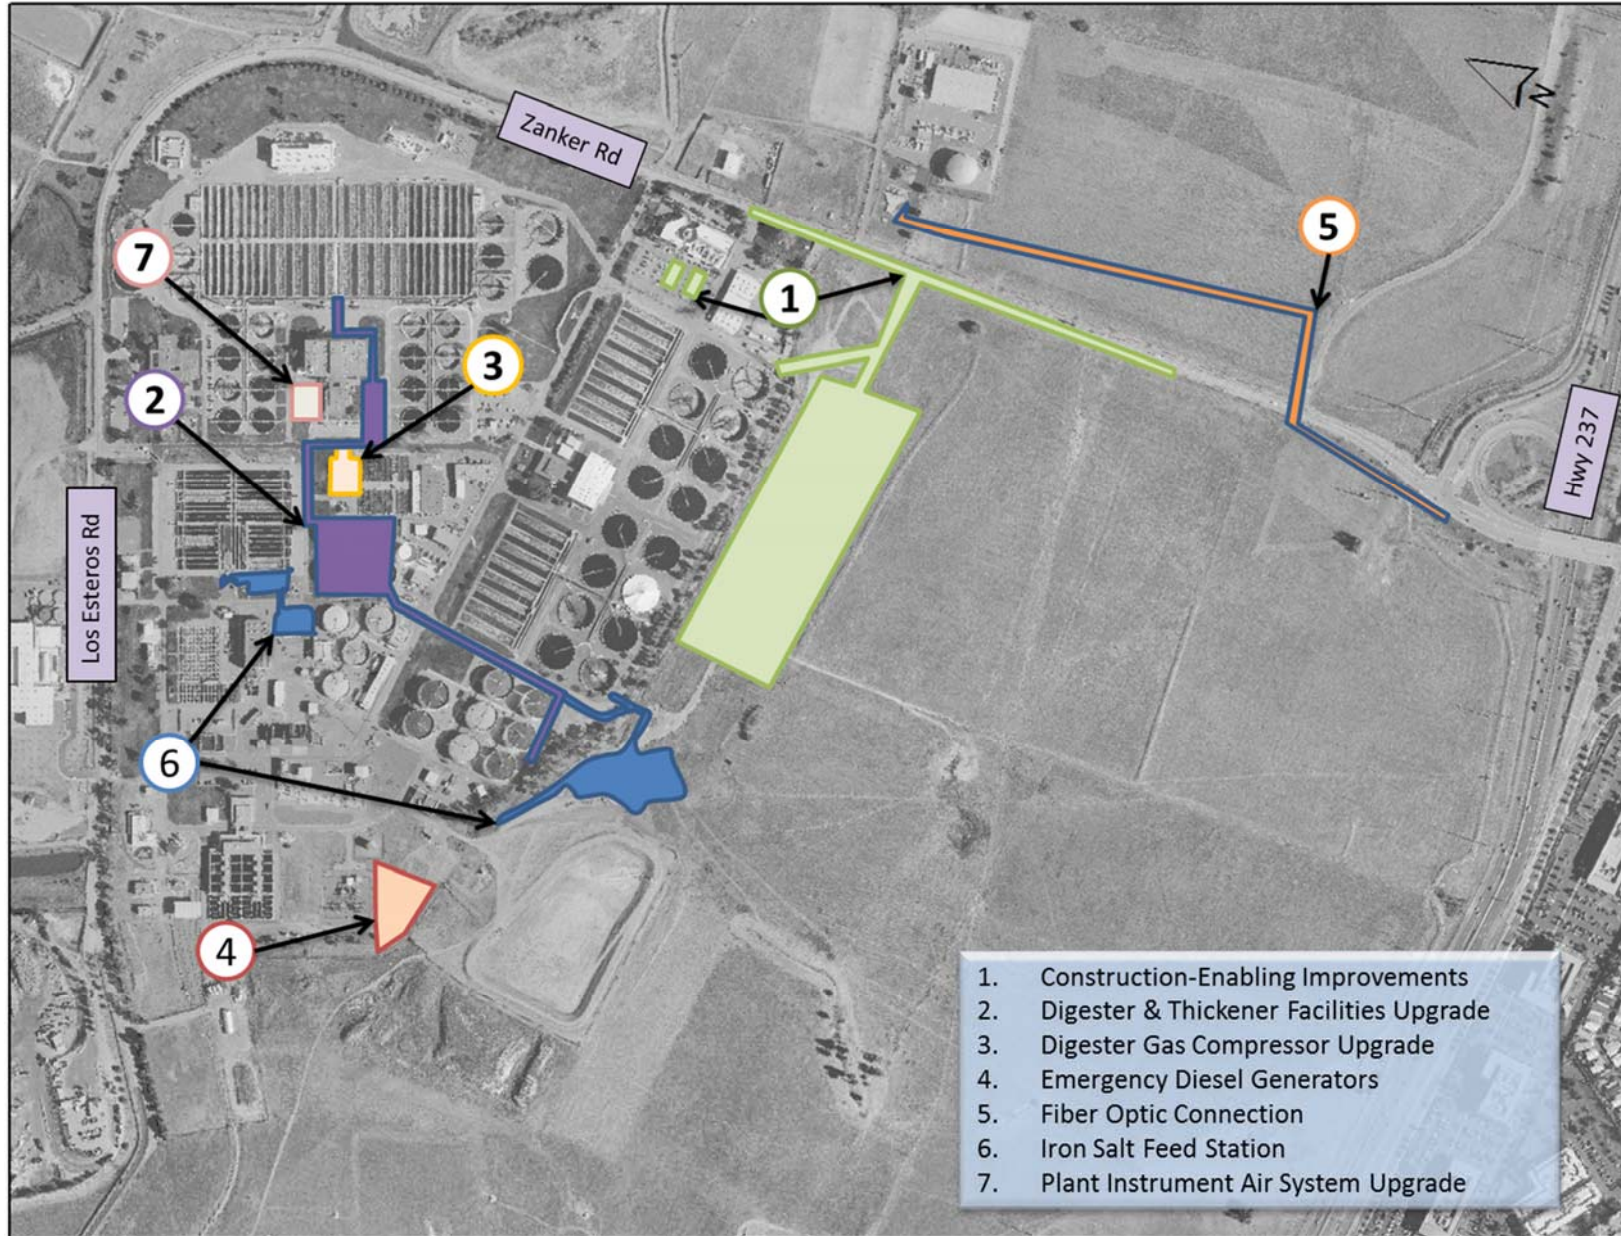 N
Zanker Rd
5
7
1
3
2
Hwy 237
Los Esteros Rd
6
4
1. Construction-Enabling Improvements
2. Digester & Thickener Facilities Upgrade
3. Digester Gas Compressor Upgrade
4. Emergency Diesel Generators
5. Fiber Optic Connection
6. Iron Salt Feed Station
7. Plant Instrument Air System Upgrade